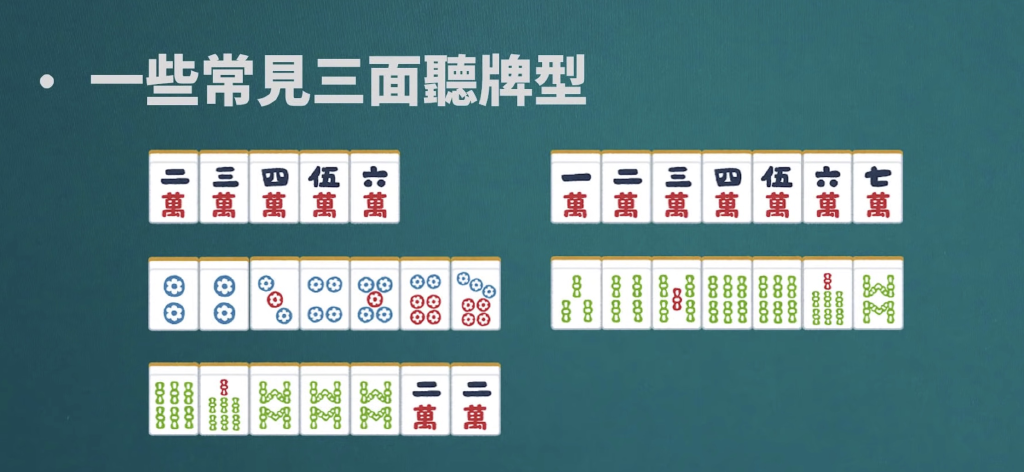 • 一些常見三面聽牌型
二萬 三萬 四萬 伍萬 六萬
一萬 二萬 三萬 四萬 伍萬 六萬 七萬
二萬 二萬